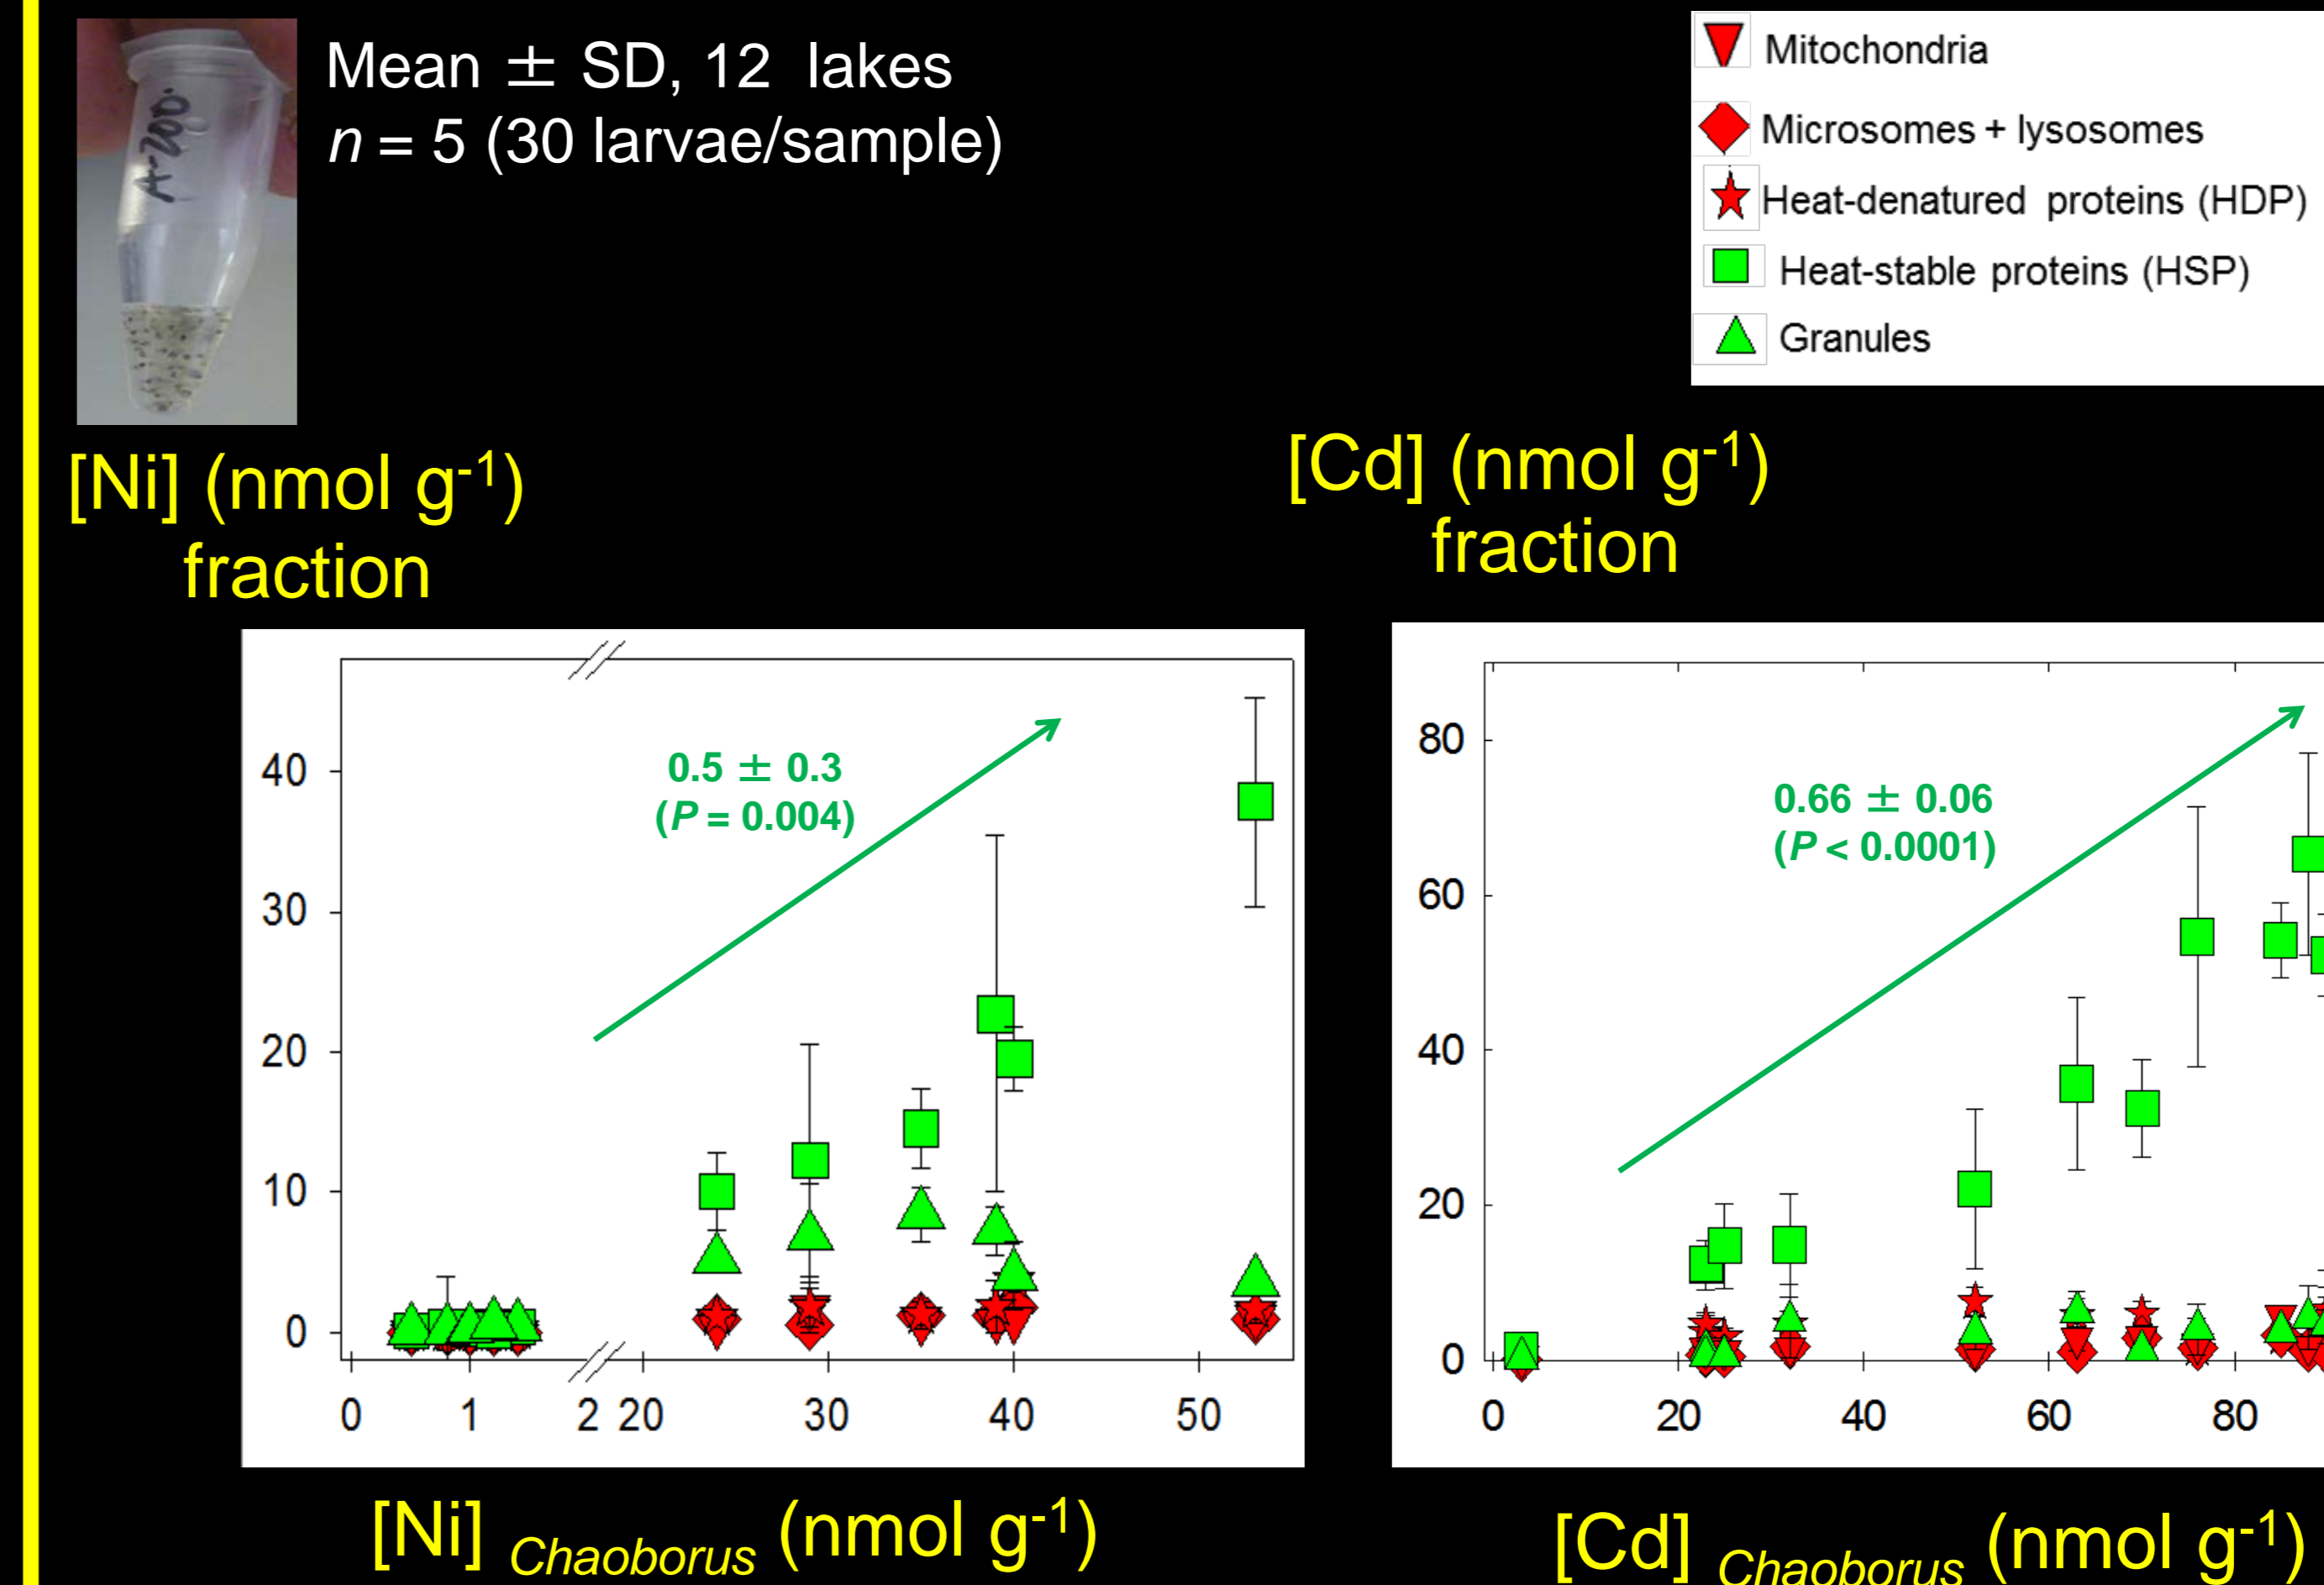 A-200.
Mean ± SD, 12 lakes
n = 5 (30 larvae/sample)
Mitochondria
Microsomes + lysosomes
Heat-denatured proteins (HDP)
Heat-stable proteins (HSP)
Granules
[Ni] (nmol g⁻¹)
fraction
[Cd] (nmol g⁻¹)
fraction
40
30
20
10
0
0.5 ± 0.3
(P = 0.004)
0 1 2 20 30 40 50
[Ni] Chaoborus (nmol g⁻¹)
80
60
40
20
0
0.66 ± 0.06
(P < 0.0001)
0 20 40 60 80
[Cd] Chaoborus (nmol g⁻¹)